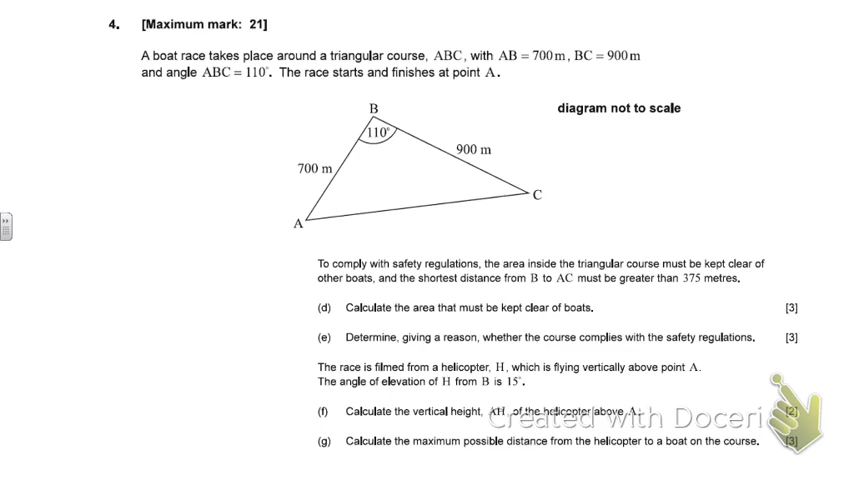 4. [Maximum mark: 21]
A boat race takes place around a triangular course, ABC, with AB = 700m, BC = 900m
and angle ABC = 110°. The race starts and finishes at point A.
B
diagram not to scale
110°
900 m
700 m
C
A
To comply with safety regulations, the area inside the triangular course must be kept clear of
other boats, and the shortest distance from B to AC must be greater than 375 metres.
(d) Calculate the area that must be kept clear of boats. [3]
(e) Determine, giving a reason, whether the course complies with the safety regulations. [3]
The race is filmed from a helicopter, H, which is flying vertically above point A.
The angle of elevation of H from B is 15°.
(f) Calculate the vertical height, AH, of the helicopter above A. [2]
Created with Doceri
(g) Calculate the maximum possible distance from the helicopter to a boat on the course. [3]